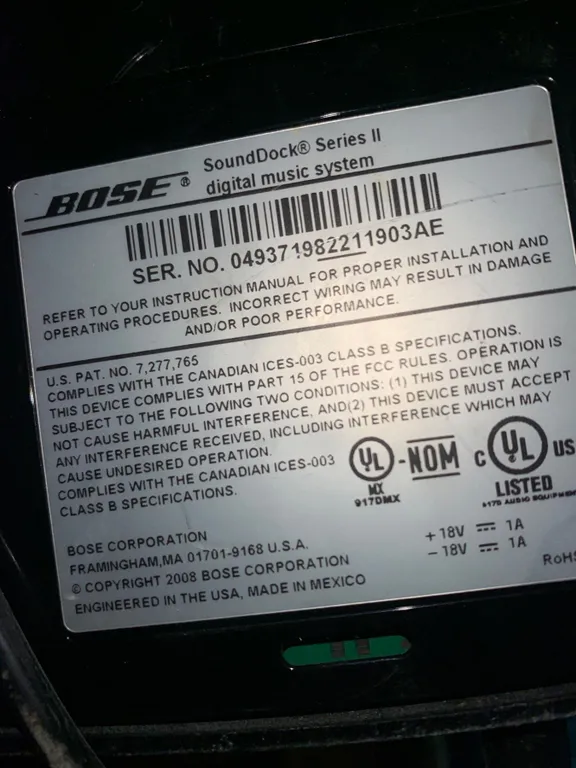 BOSE®
SoundDock® Series II
digital music system
SER. NO. 049371982211903AE
REFER TO YOUR INSTRUCTION MANUAL FOR PROPER INSTALLATION AND
OPERATING PROCEDURES. INCORRECT WIRING MAY RESULT IN DAMAGE
AND/OR POOR PERFORMANCE.
U.S. PAT. NO. 7,277,765
COMPLIES WITH THE CANADIAN ICES-003 CLASS B SPECIFICATIONS.
THIS DEVICE COMPLIES WITH PART 15 OF THE FCC RULES. OPERATION IS
SUBJECT TO THE FOLLOWING TWO CONDITIONS: (1) THIS DEVICE MAY
NOT CAUSE HARMFUL INTERFERENCE, AND(2) THIS DEVICE MUST ACCEPT
ANY INTERFERENCE RECEIVED, INCLUDING INTERFERENCE WHICH MAY
CAUSE UNDESIRED OPERATION.
COMPLIES WITH THE CANADIAN ICES-003
CLASS B SPECIFICATIONS.
UL - NOM C UL US
MX LISTED
917DMX 917D AUDIO EQUIPMENT
BOSE CORPORATION
FRAMINGHAM,MA 01701-9168 U.S.A.
© COPYRIGHT 2008 BOSE CORPORATION
ENGINEERED IN THE USA, MADE IN MEXICO
+18V 1A
-18V 1A
RoHS